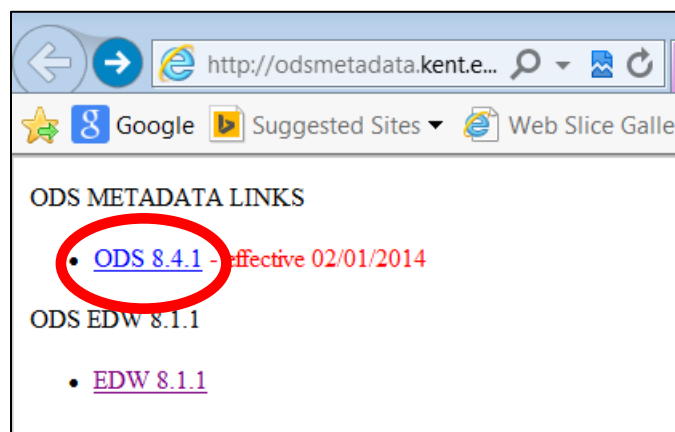 http://odsmetadata.kent.e...
Google Suggested Sites Web Slice Galle
ODS METADATA LINKS
• ODS 8.4.1 - effective 02/01/2014
ODS EDW 8.1.1
• EDW 8.1.1